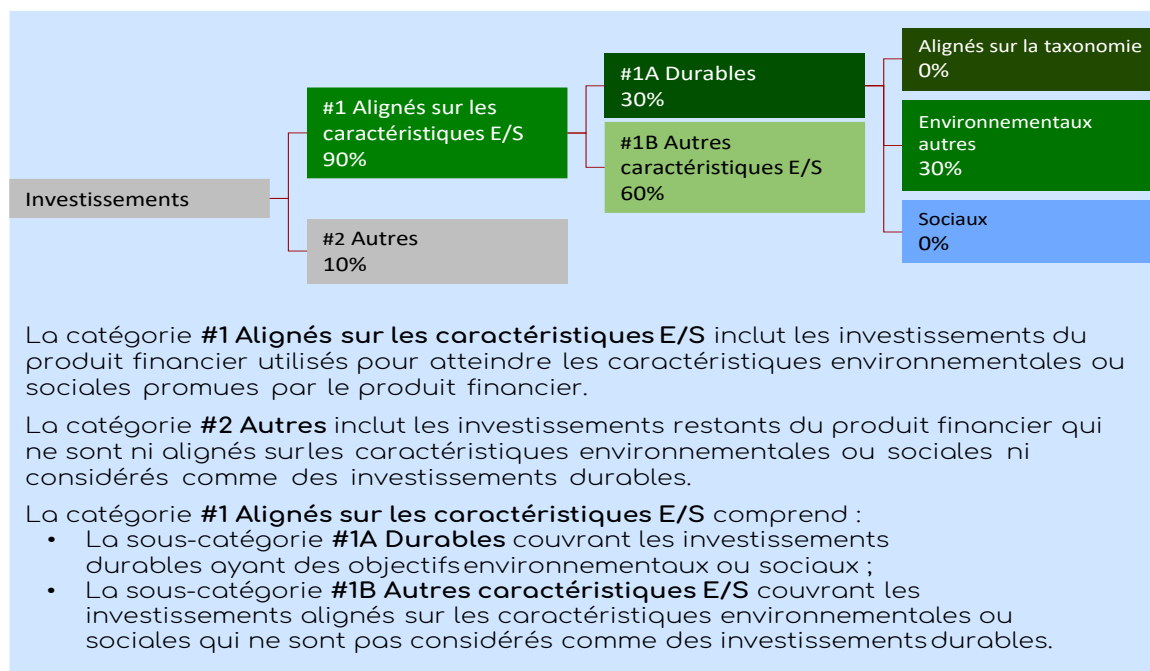 Investissements
#1 Alignés sur les
caractéristiques E/S
90%
#2 Autres
10%
#1A Durables
30%
#1B Autres
caractéristiques E/S
60%
Alignés sur la taxonomie
0%
Environnementaux
autres
30%
Sociaux
0%
La catégorie #1 Alignés sur les caractéristiques E/S inclut les investissements du
produit financier utilisés pour atteindre les caractéristiques environnementales ou
sociales promues par le produit financier.
La catégorie #2 Autres inclut les investissements restants du produit financier qui
ne sont ni alignés surles caractéristiques environnementales ou sociales ni
considérés comme des investissements durables.
La catégorie #1 Alignés sur les caractéristiques E/S comprend :
• La sous-catégorie #1A Durables couvrant les investissements
durables ayant des objectifsenvironnementaux ou sociaux ;
• La sous-catégorie #1B Autres caractéristiques E/S couvrant les
investissements alignés sur les caractéristiques environnementales ou
sociales qui ne sont pas considérés comme des investissementsdurables.